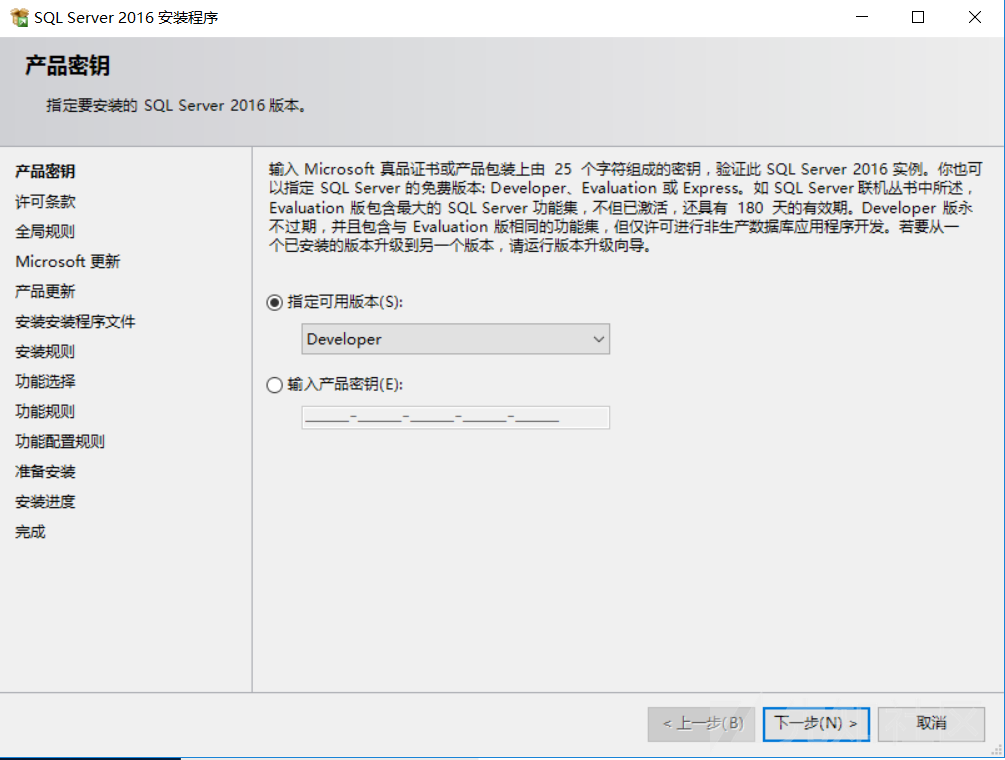 SQL Server 2016 安装程序
产品密钥
指定要安装的 SQL Server 2016 版本。
产品密钥
许可条款
全局规则
Microsoft 更新
产品更新
安装安装程序文件
安装规则
功能选择
功能规则
功能配置规则
准备安装
安装进度
完成
输入 Microsoft 真品证书或产品包装上由 25 个字符组成的密钥，验证此 SQL Server 2016 实例。你也可
以指定 SQL Server 的免费版本: Developer、Evaluation 或 Express。如 SQL Server 联机丛书中所述，
Evaluation 版包含最大的 SQL Server 功能集，不但已激活，还具有 180 天的有效期。Developer 版永
不过期，并且包含与 Evaluation 版相同的功能集，但仅许可进行非生产数据库应用程序开发。若要从一
个已安装的版本升级到另一个版本，请运行版本升级向导。
指定可用版本(S):
Developer
输入产品密钥(E):
_____-_____-_____-_____-_____
< 上一步(B)
下一步(N) >
取消